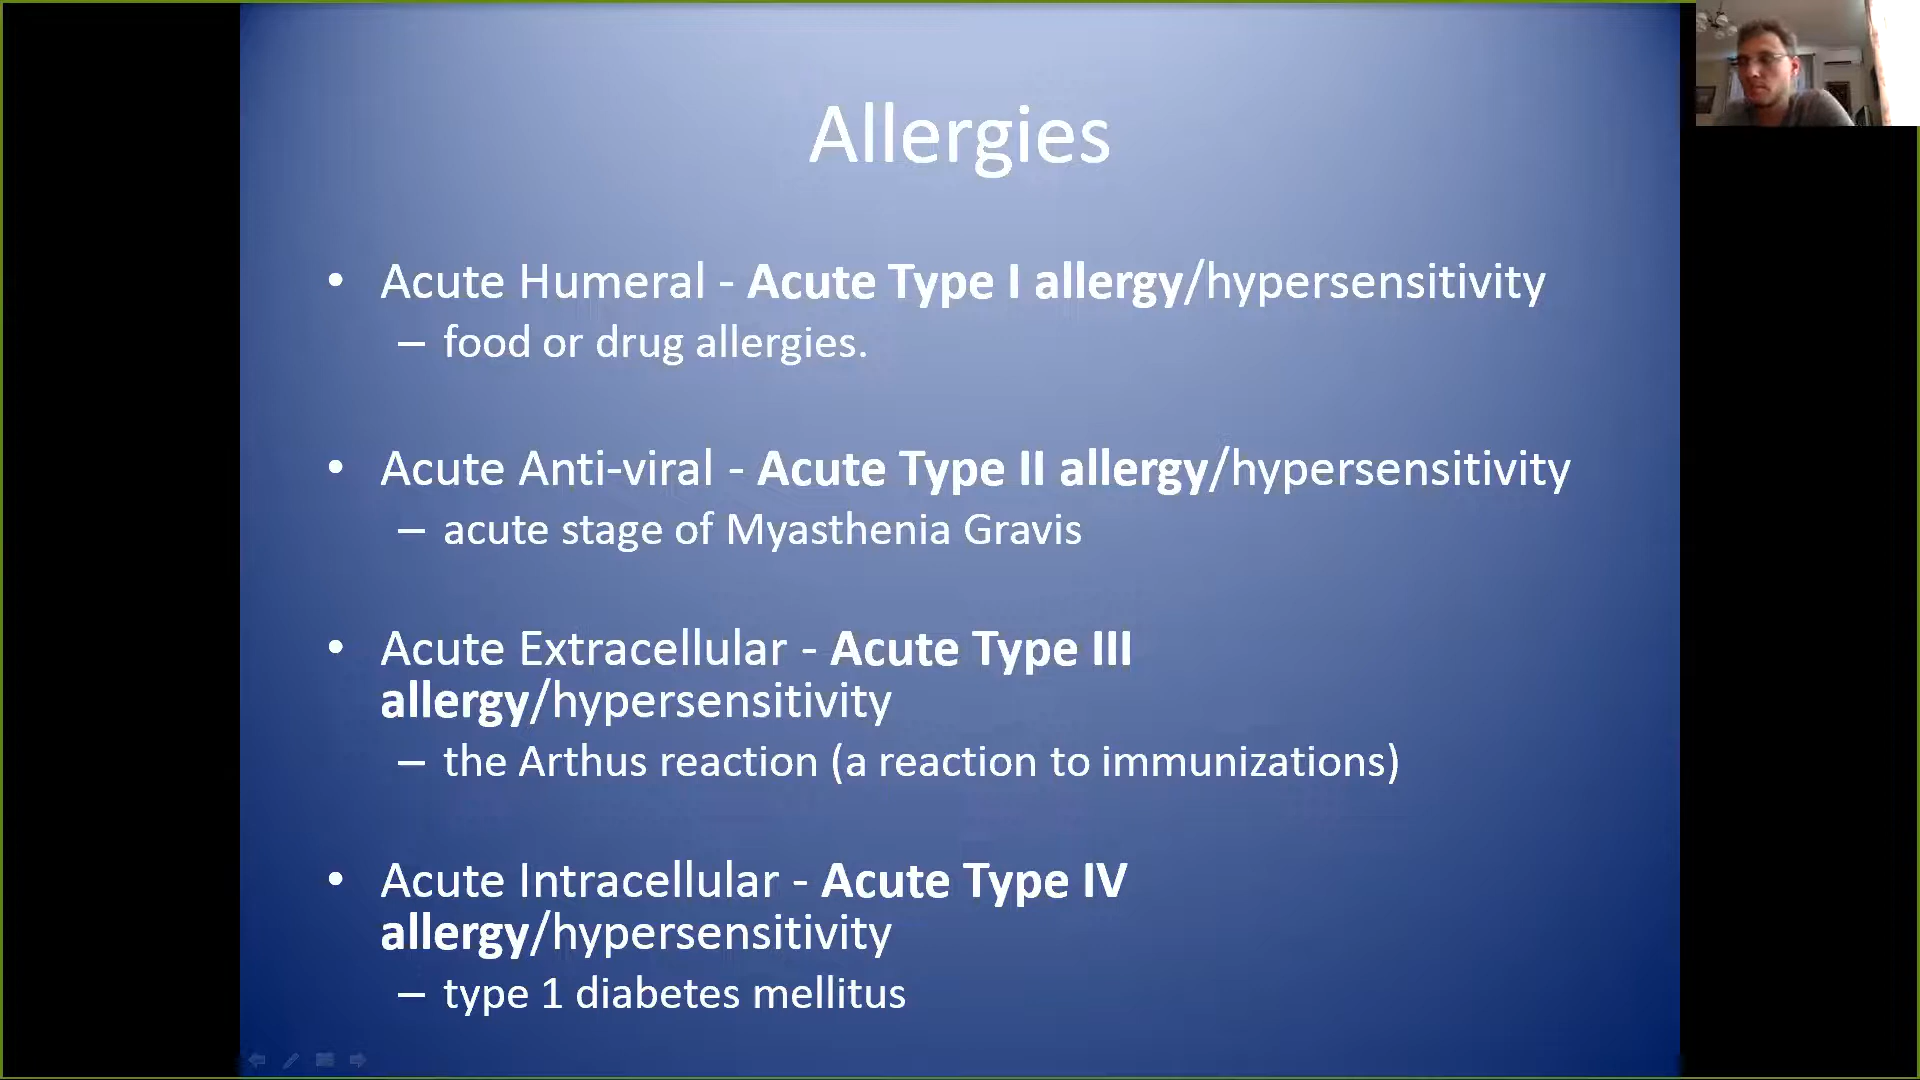 Allergies
• Acute Humeral - Acute Type I allergy/hypersensitivity
– food or drug allergies.
• Acute Anti-viral - Acute Type II allergy/hypersensitivity
– acute stage of Myasthenia Gravis
• Acute Extracellular - Acute Type III
allergy/hypersensitivity
– the Arthus reaction (a reaction to immunizations)
• Acute Intracellular - Acute Type IV
allergy/hypersensitivity
– type 1 diabetes mellitus